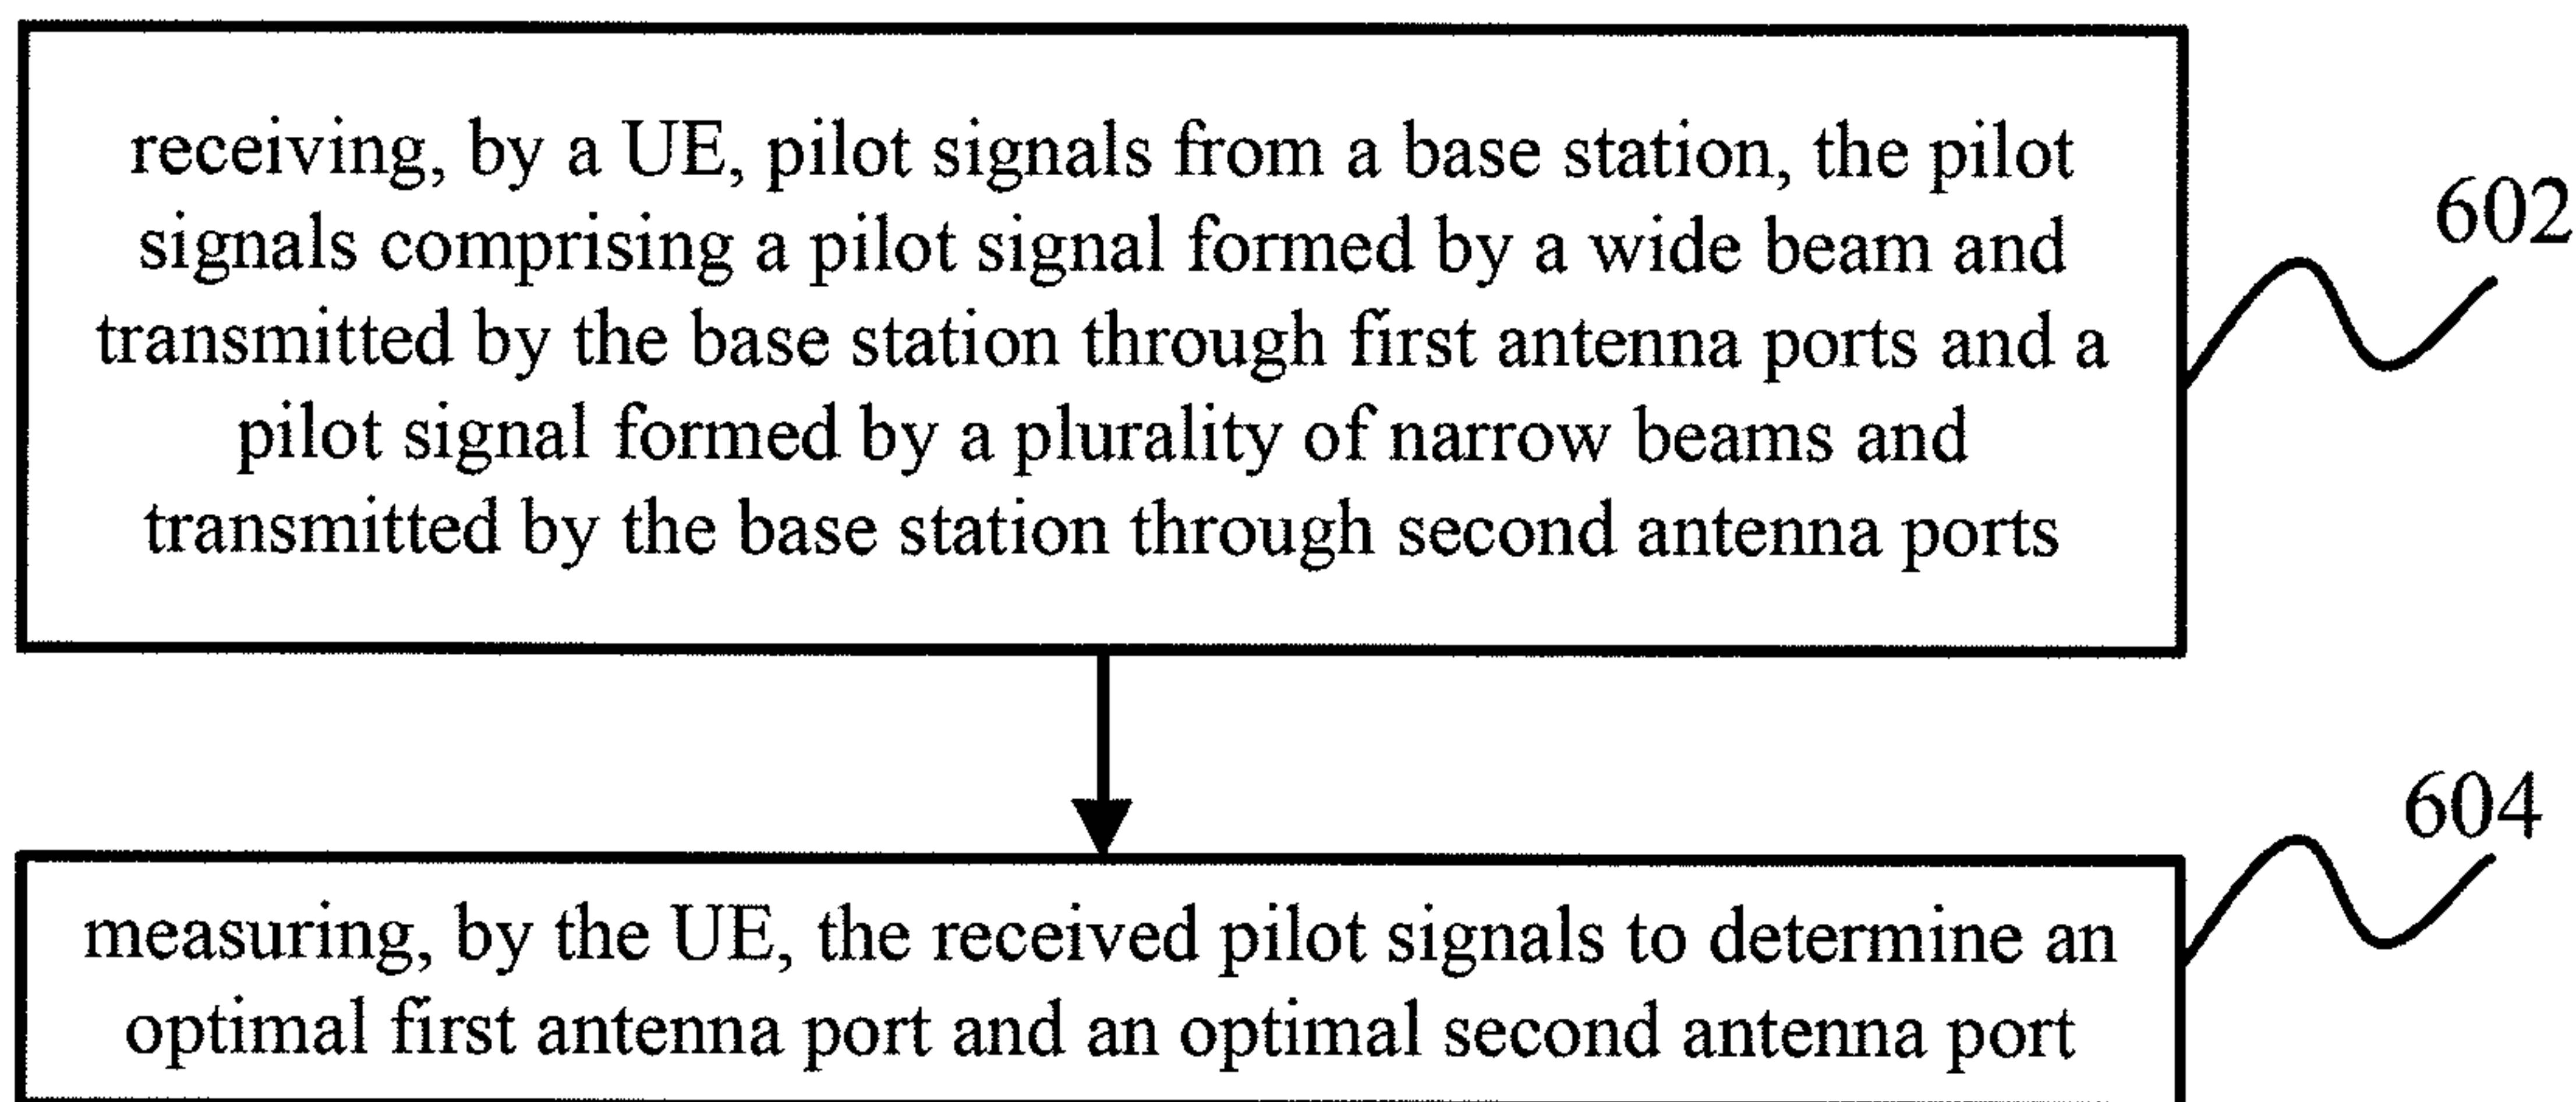 receiving, by a UE, pilot signals from a base station, the pilot
signals comprising a pilot signal formed by a wide beam and
transmitted by the base station through first antenna ports and a
pilot signal formed by a plurality of narrow beams and
transmitted by the base station through second antenna ports
602
measuring, by the UE, the received pilot signals to determine an
optimal first antenna port and an optimal second antenna port
604